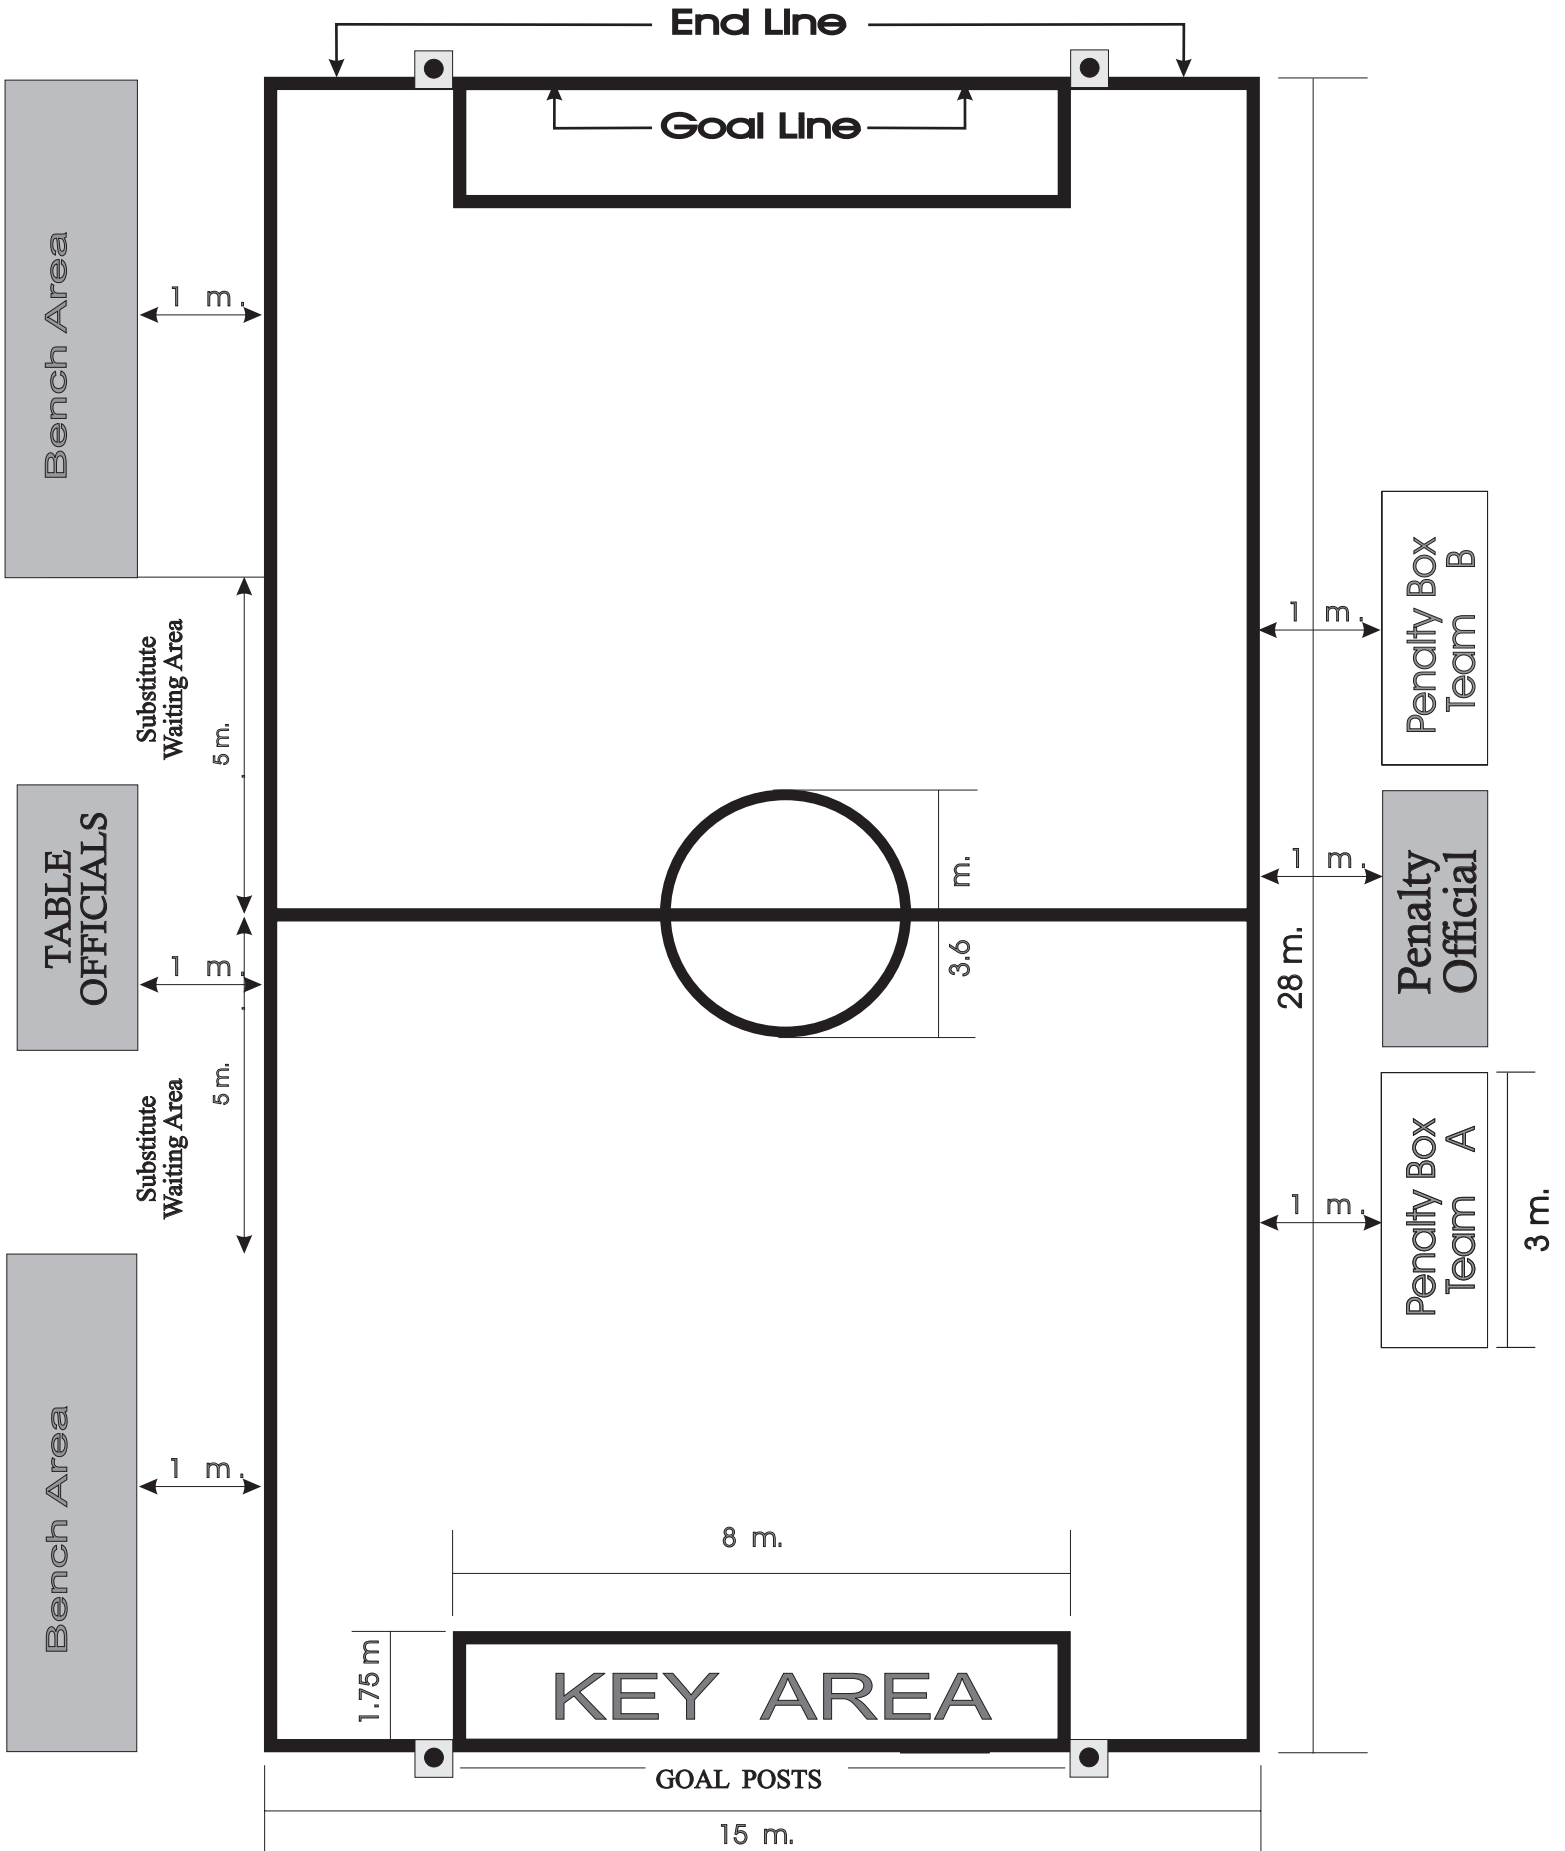 End Line
Goal Line
Bench Area
1 m.
Penalty Box
Team B
1 m.
Substitute
Waiting Area
5 m.
TABLE
OFFICIALS
1 m.
m.
3.6
1 m.
Penalty
Official
28 m.
Substitute
Waiting Area
5 m.
1 m.
Penalty Box
Team A
3 m.
Bench Area
1 m.
8 m.
1.75 m
KEY AREA
GOAL POSTS
15 m.